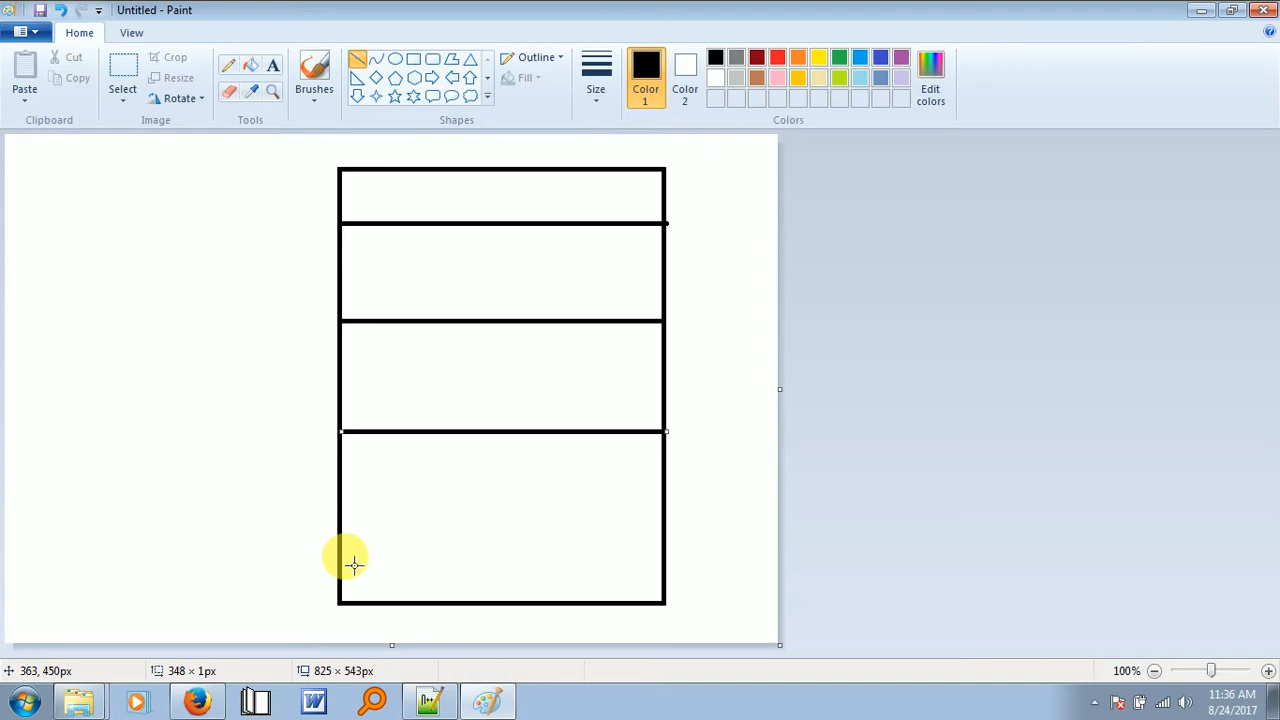 Untitled - Paint
Home
View
Paste
Cut
Copy
Clipboard
Select
Crop
Resize
Rotate
Image
A
Tools
Brushes
Outline
Fill
Shapes
Size
Color
1
Color
2
Edit
colors
Colors
363, 450px
348 × 1px
825 × 543px
100%
W
11:36 AM
8/24/2017